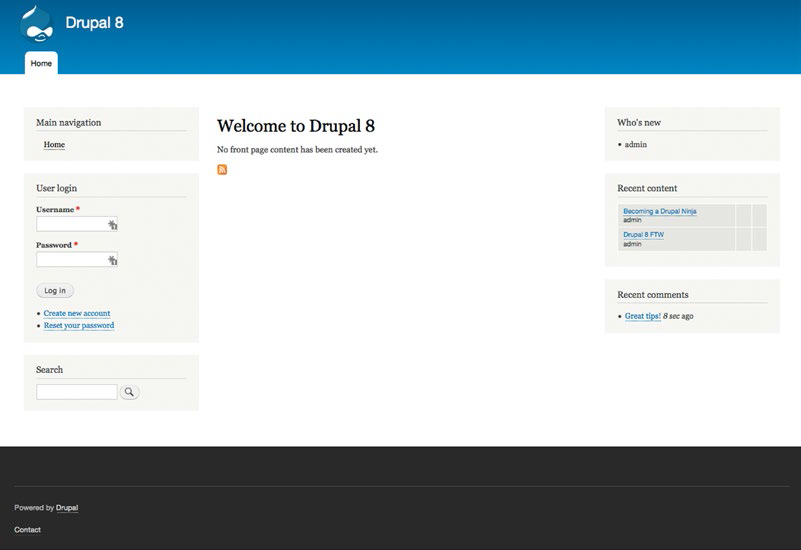 Drupal 8
Home
Main navigation
Home
User login
Username *
Password *
Log in
Create new account
Reset your password
Search
Welcome to Drupal 8
No front page content has been created yet.
Who's new
admin
Recent content
Becoming a Drupal Ninja
admin
Drupal 8 FTW
admin
Recent comments
Great tips! 8 sec ago
Powered by Drupal
Contact